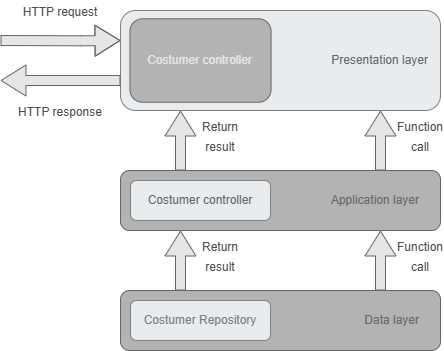 HTTP request
Costumer controller
Presentation layer
HTTP response
Return
result
Function
call
Costumer controller
Application layer
Return
result
Function
call
Costumer Repository
Data layer